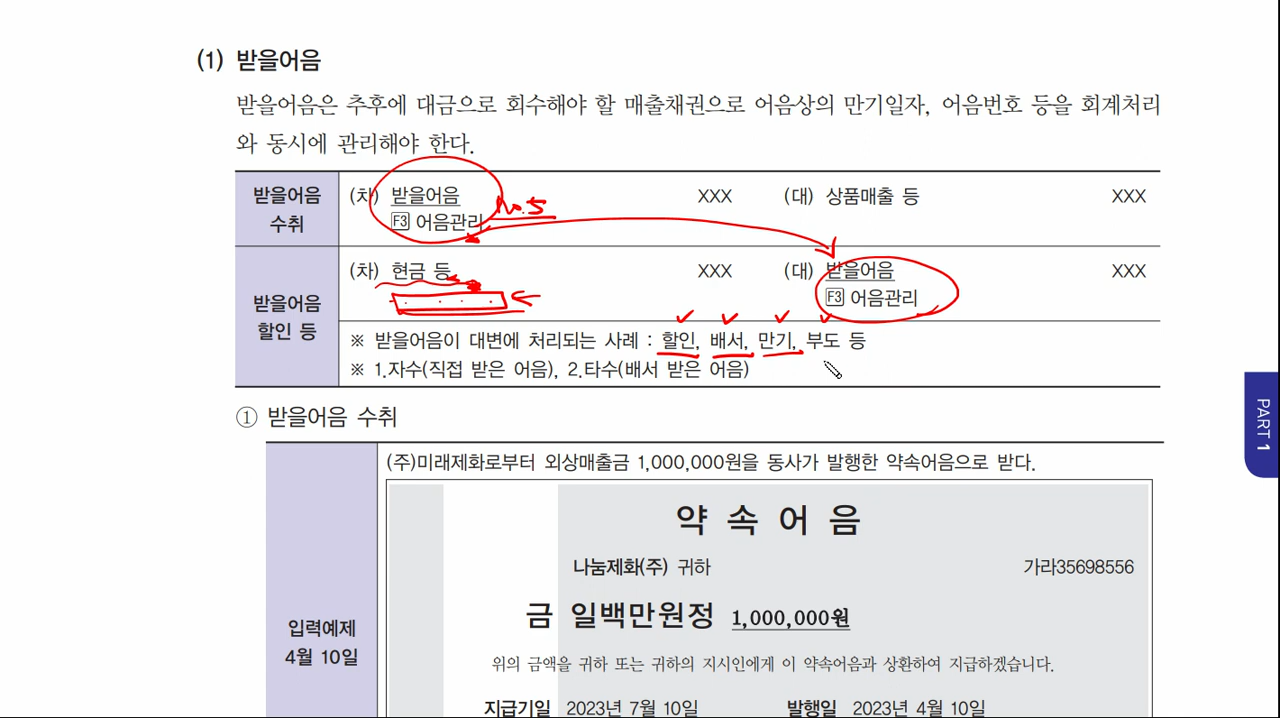 (1) 받을어음
받을어음은 추후에 대금으로 회수해야 할 매출채권으로 어음상의 만기일자, 어음번호 등을 회계처리
와 동시에 관리해야 한다.
받을어음 수취
(차) 받을어음 XXX (대) 상품매출 등 XXX
F3 어음관리 No.5
받을어음 할인 등
(차) 현금 등 XXX (대) 받을어음 XXX
F3 어음관리
※ 받을어음이 대변에 처리되는 사례 : 할인, 배서, 만기, 부도 등
※ 1.자수(직접 받은 어음), 2.타수(배서 받은 어음)
PART 1
① 받을어음 수취
입력예제
4월 10일
(주)미래제화로부터 외상매출금 1,000,000원을 동사가 발행한 약속어음으로 받다.
약 속 어 음
나눔제화(주) 귀하 가라35698556
금 일백만원정 1,000,000원
위의 금액을 귀하 또는 귀하의 지시인에게 이 약속어음과 상환하여 지급하겠습니다.
지급기일 2023년 7월 10일 발행일 2023년 4월 10일